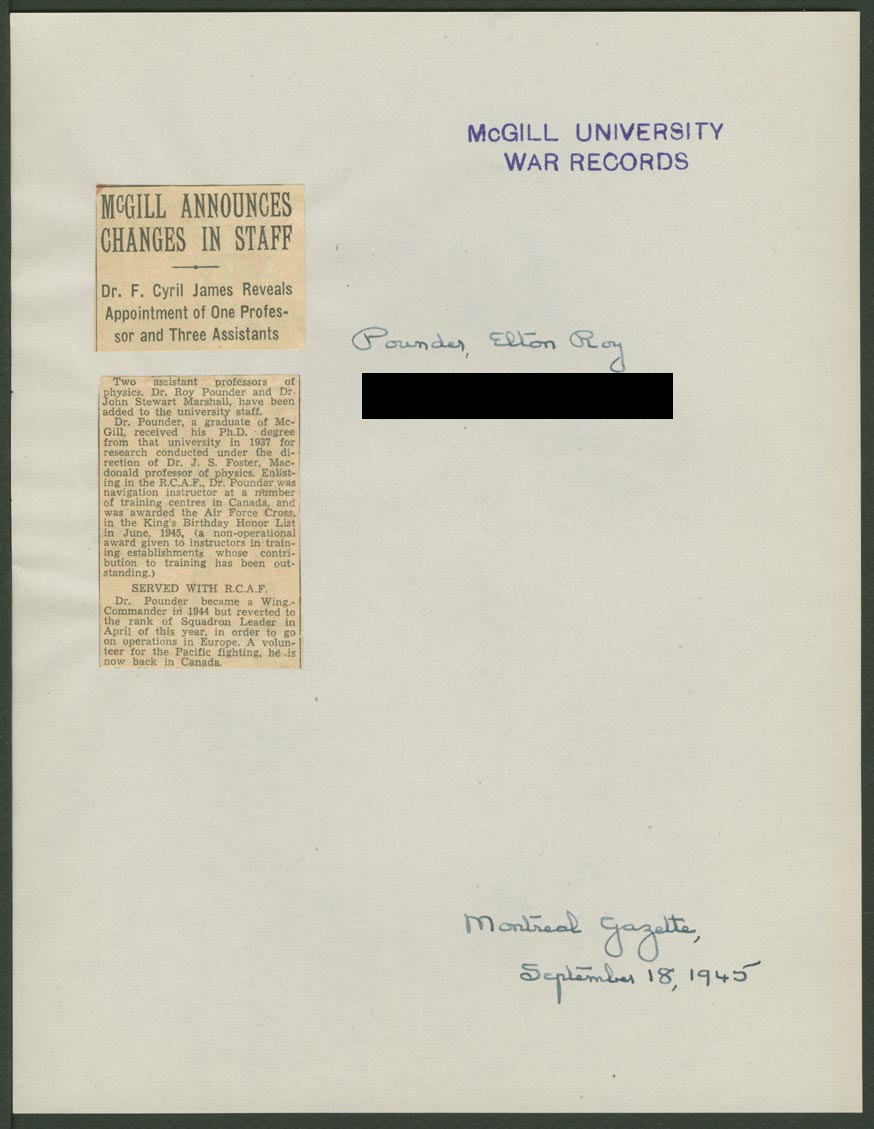 McGILL UNIVERSITY
WAR RECORDS
McGILL ANNOUNCES
CHANGES IN STAFF
Dr. F. Cyril James Reveals
Appointment of One Profes-
sor and Three Assistants
Pounder, Elton Roy
Two assistant professors of
physics, Dr. Roy Pounder and Dr.
John Stewart Marshall, have been
added to the university staff.
Dr. Pounder, a graduate of Mc-
Gill, received his Ph.D. degree
from that university in 1937 for
research conducted under the di-
rection of Dr. J. S. Foster, Mac-
donald professor of physics. Enlist-
ing in the R.C.A.F., Dr. Pounder was
navigation instructor at a number
of training centres in Canada, and
was awarded the Air Force Cross,
in the King's Birthday Honor List
in June, 1945, (a non-operational
award given to instructors in train-
ing establishments whose contri-
bution to training has been out-
standing.)
SERVED WITH R.C.A.F.
Dr. Pounder became a Wing-
Commander in 1944 but reverted to
the rank of Squadron Leader in
April of this year, in order to go
on operations in Europe. A volun-
teer for the Pacific fighting, he is
now back in Canada.
Montreal Gazette,
September 18, 1945